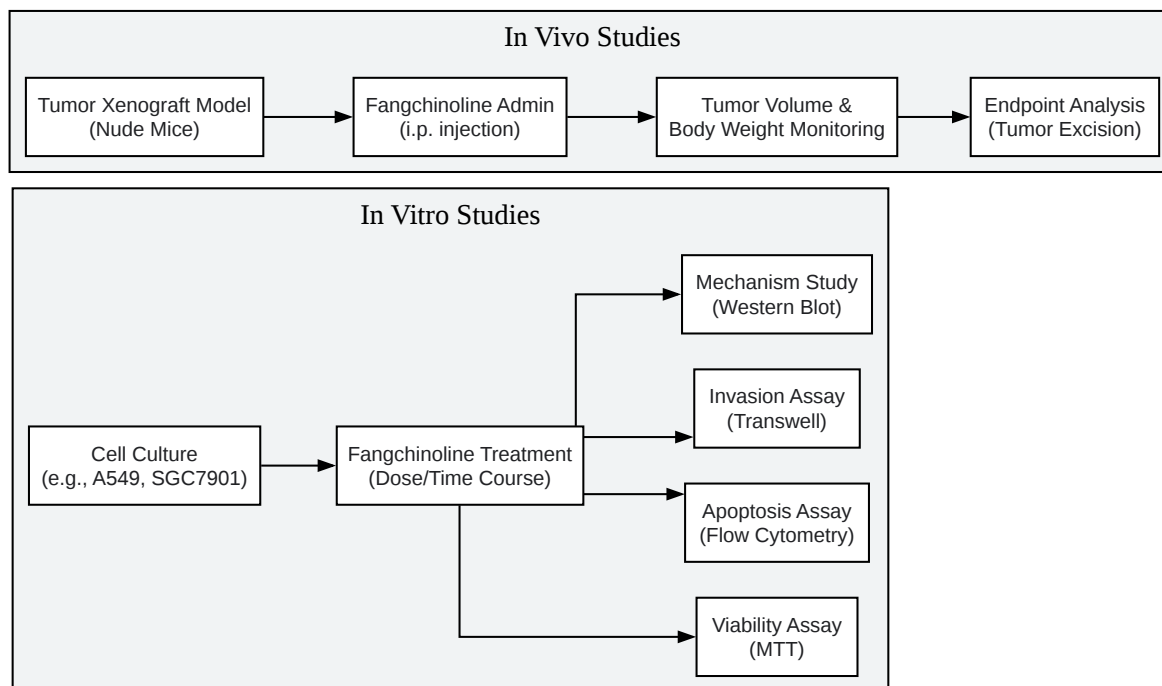 In Vivo Studies
Tumor Xenograft Model
(Nude Mice)
Fangchinoline Admin
(i.p. injection)
Tumor Volume &
Body Weight Monitoring
Endpoint Analysis
(Tumor Excision)
In Vitro Studies
Cell Culture
(e.g., A549, SGC7901)
Fangchinoline Treatment
(Dose/Time Course)
Mechanism Study
(Western Blot)
Invasion Assay
(Transwell)
Apoptosis Assay
(Flow Cytometry)
Viability Assay
(MTT)